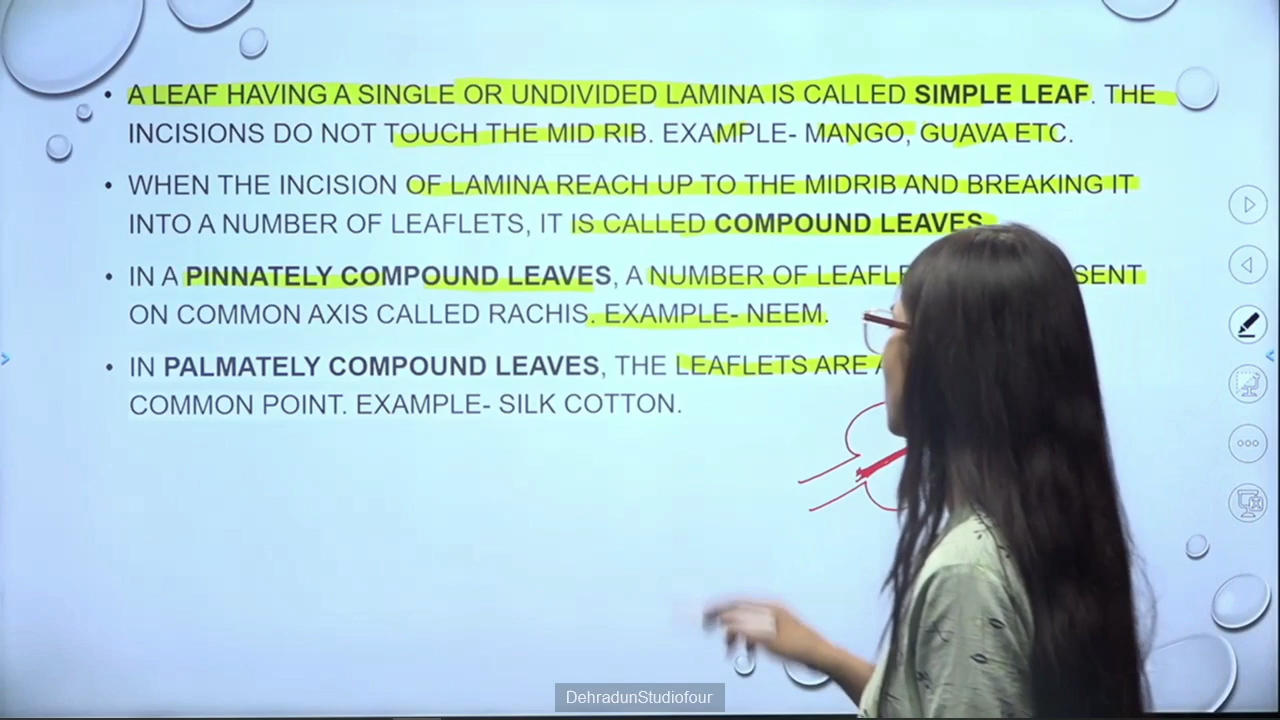 • A LEAF HAVING A SINGLE OR UNDIVIDED LAMINA IS CALLED SIMPLE LEAF. THE
INCISIONS DO NOT TOUCH THE MID RIB. EXAMPLE- MANGO, GUAVA ETC.
• WHEN THE INCISION OF LAMINA REACH UP TO THE MIDRIB AND BREAKING IT
INTO A NUMBER OF LEAFLETS, IT IS CALLED COMPOUND LEAVES
• IN A PINNATELY COMPOUND LEAVES, A NUMBER OF
ON COMMON AXIS CALLED RACHIS. EXAMPLE- NEEM.
• IN PALMATELY COMPOUND LEAVES, THE LEAFLETS ARE
COMMON POINT. EXAMPLE- SILK COTTON.
DehradunStudiofour